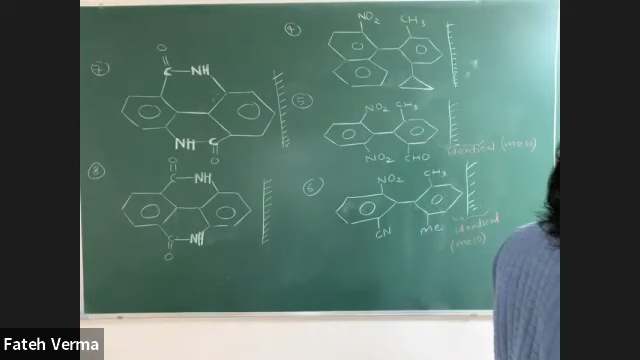 ④
NO₂
CH₃
⑤
NO₂
CH₃
NO₂
CHO
identical (meso)
⑥
NO₂
CH₃
CN
Me
identical
(meso)
⑦
O
C
NH
NH
C
O
⑧
O
C
NH
C
NH
O
Fateh Verma